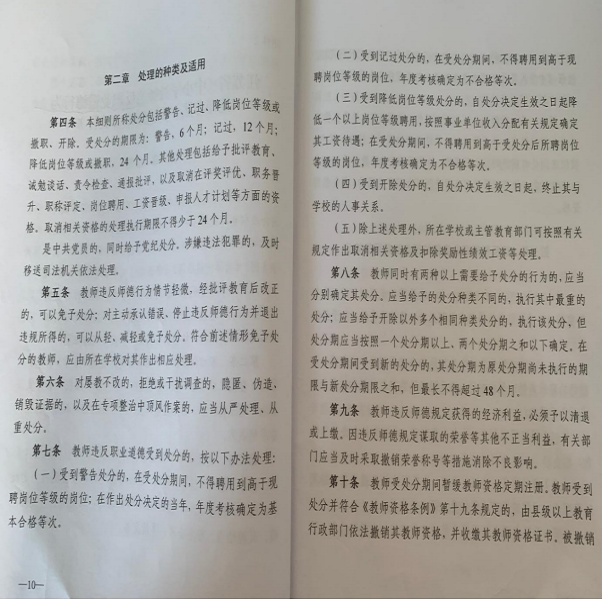 第二章 处理的种类及适用
第四条 本细则所称处分包括警告、记过、降低岗位等级或
撤职、开除。受处分的期限为：警告，6个月；记过，12个月；
降低岗位等级或撤职，24个月。其他处理包括给予批评教育、
诫勉谈话、责令检查、通报批评，以及取消在评奖评优、职务晋
升、职称评定、岗位聘用、工资晋级、申报人才计划等方面的资
格。取消相关资格的处理执行期限不得少于24个月。
是中共党员的，同时给予党纪处分。涉嫌违法犯罪的，及时
移送司法机关依法处理。
第五条 教师违反师德行为情节轻微，经批评教育后改正
的，可以免予处分；对主动承认错误、停止违反师德行为并退出
违规所得的，可以从轻、减轻或免予处分。符合前述情形免予处
分的教师，应由所在学校对其作出相应处理。
第六条 对屡教不改的，拒绝或干扰调查的，隐匿、伪造、
销毁证据的，以及在专项整治中顶风作案的，应当从严处理、从
重处分。
第七条 教师违反职业道德受到处分的，按以下办法处理：
（一）受到警告处分的，在受处分期间，不得聘用到高于现
聘岗位等级的岗位；在作出处分决定的当年，年度考核确定为基
本合格等次。
—10—
（二）受到记过处分的，在受处分期间，不得聘用到高于现
聘岗位等级的岗位，年度考核确定为不合格等次。
（三）受到降低岗位等级处分的，自处分决定生效之日起降
低一个以上岗位等级聘用，按照事业单位收入分配有关规定确定
其工资待遇；在受处分期间，不得聘用到高于受处分后所聘岗位
等级的岗位，年度考核确定为不合格等次。
（四）受到开除处分的，自处分决定生效之日起，终止其与
学校的人事关系。
（五）除上述处理外，所在学校或主管教育部门可按照有关
规定作出取消相关资格及扣除奖励性绩效工资等处理。
第八条 教师同时有两种以上需要给予处分的行为的，应当
分别确定其处分。应当给予的处分种类不同的，执行其中最重的
处分；应当给予开除以外多个相同种类处分的，执行该处分，但
处分期应当按照一个处分期以上、两个处分期之和以下确定。在
受处分期间受到新的处分的，其处分期为原处分期尚未执行的期
限与新处分期限之和，但最长不得超过48个月。
第九条 教师违反师德规定获得的经济利益，必须予以清退
或上缴。因违反师德规定谋取的荣誉等其他不正当利益，有关部
门应当及时采取撤销荣誉称号等措施消除不良影响。
第十条 教师受处分期间暂缓教师资格定期注册。教师受到
处分并符合《教师资格条例》第十九条规定的，由县级以上教育
行政部门依法撤销其教师资格，并收缴其教师资格证书。被撤销